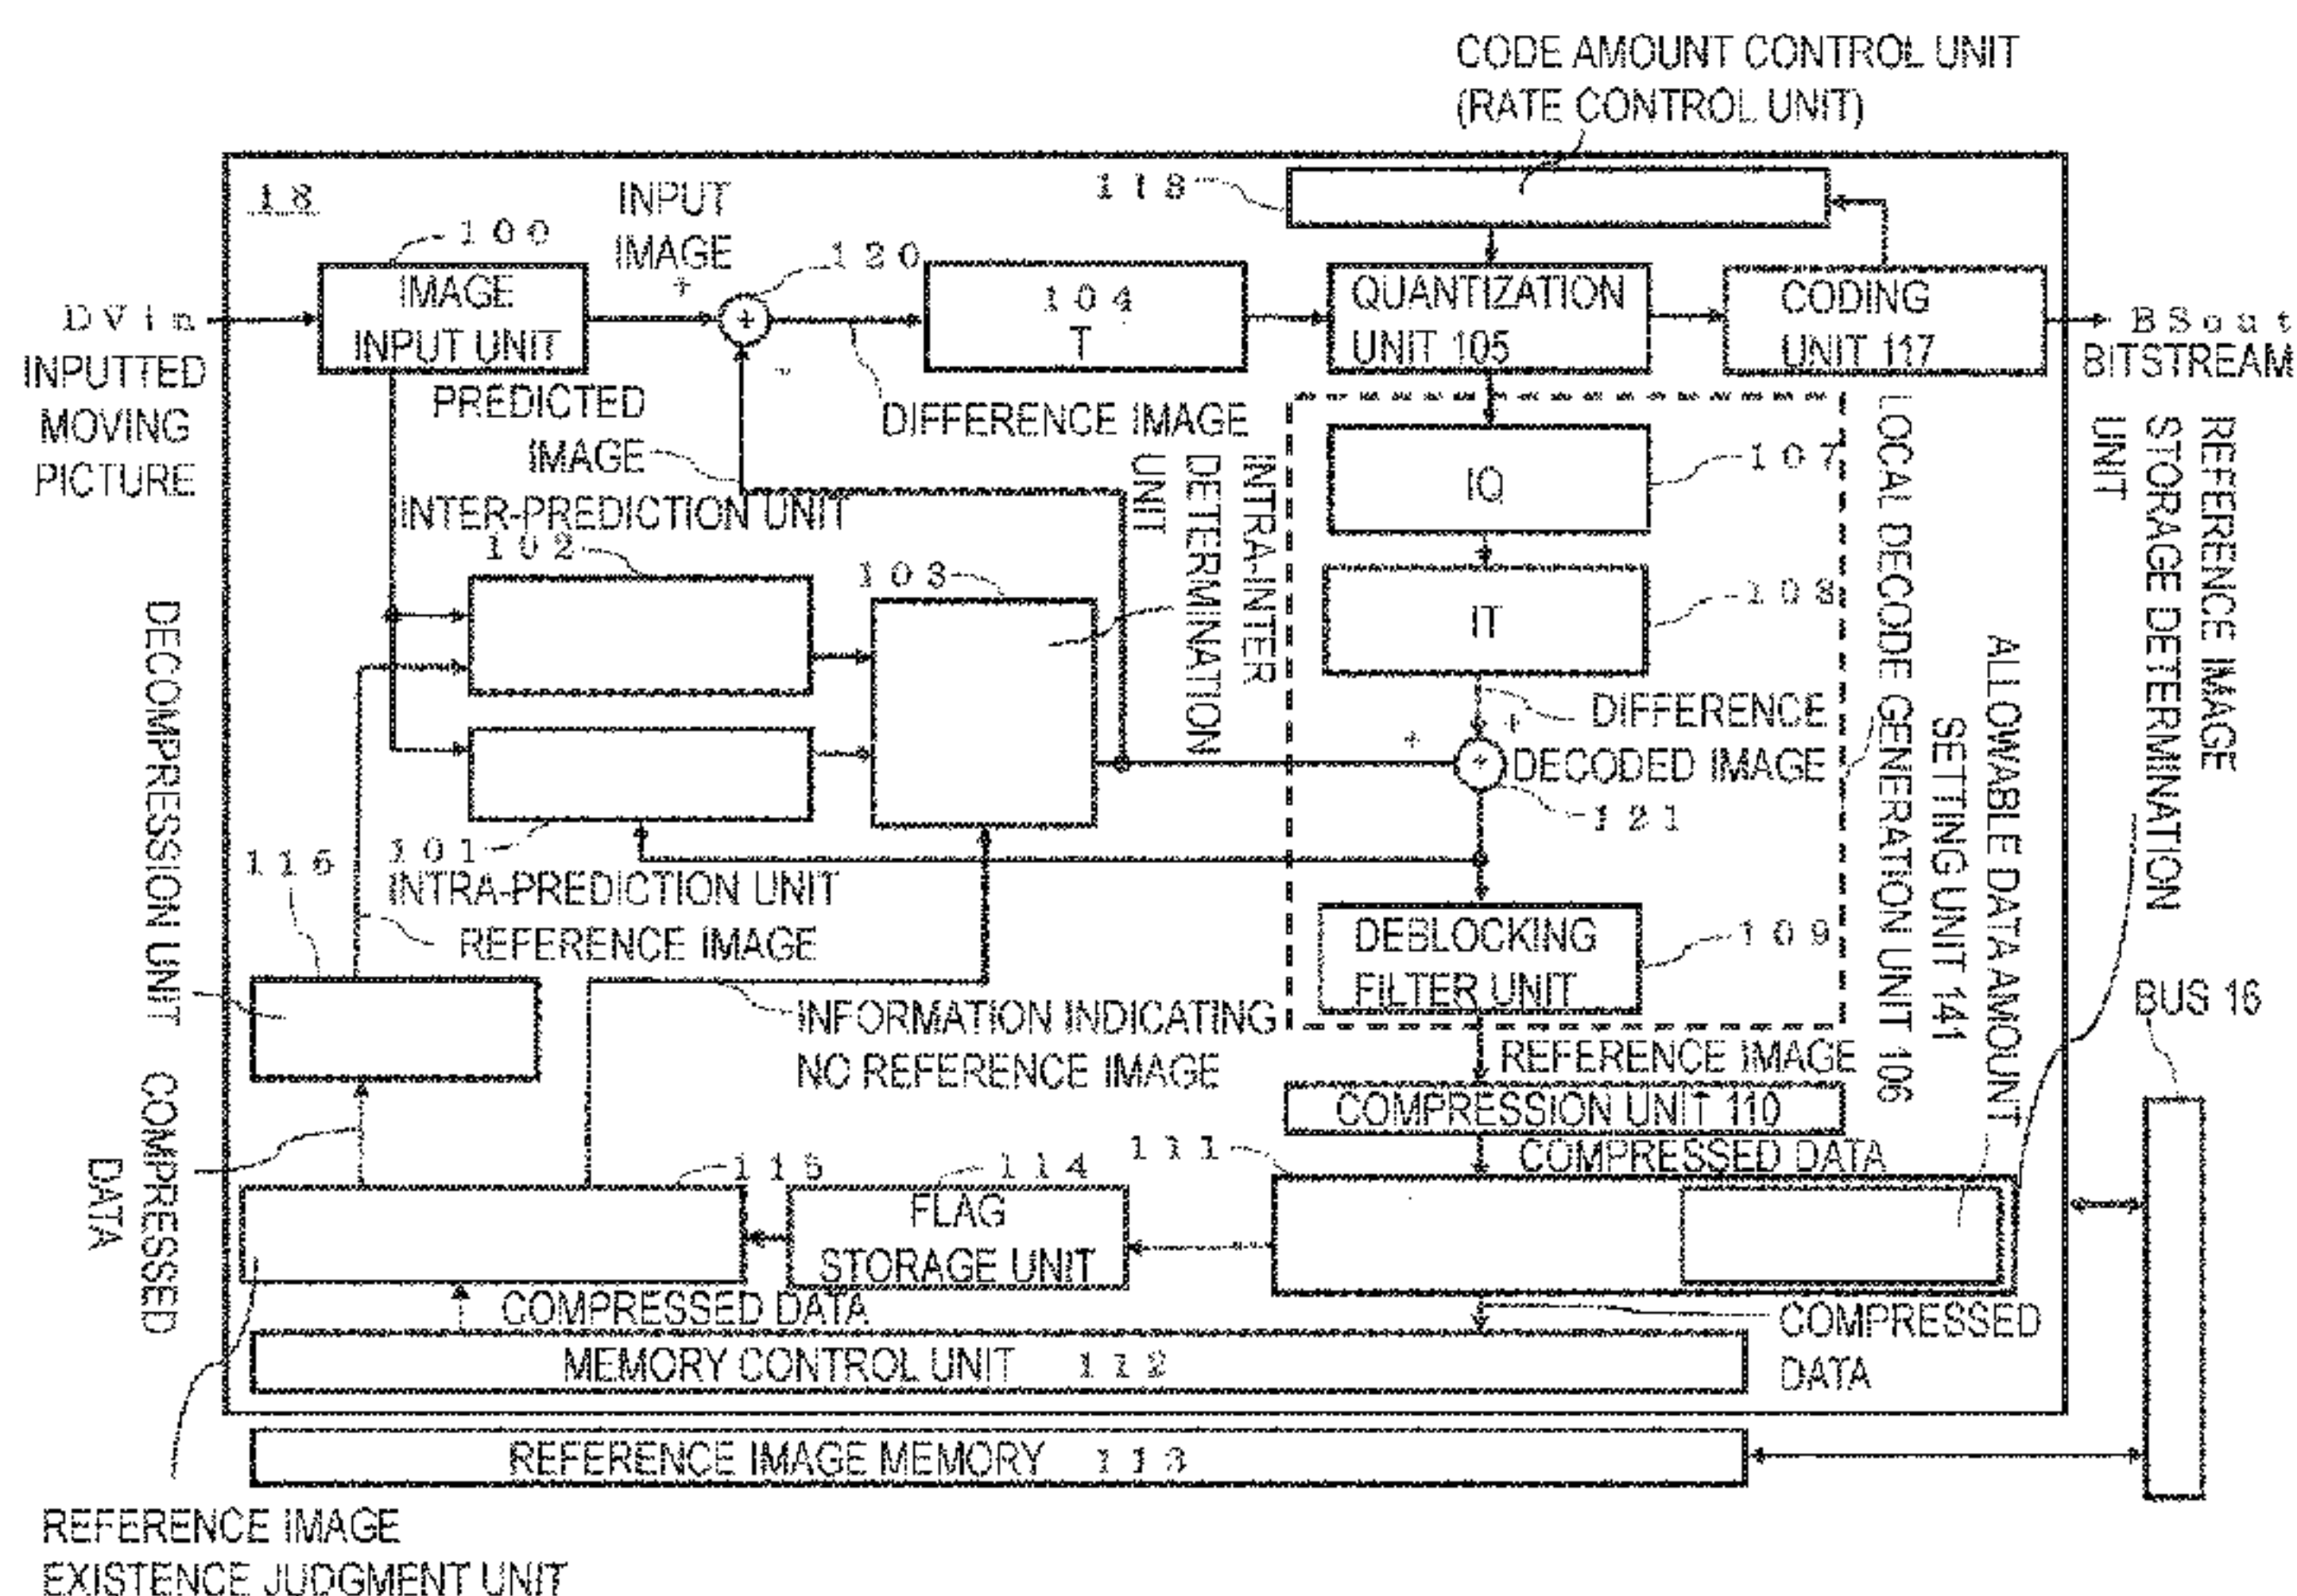 CODE AMOUNT CONTROL UNIT
(RATE CONTROL UNIT)
18
100
INPUT
IMAGE
+
120
118
DVin
INPUTTED
MOVING
PICTURE
IMAGE
INPUT UNIT
+
104
T
QUANTIZATION
UNIT 105
CODING
UNIT 117
BSout
BITSTREAM
-
PREDICTED
IMAGE
DIFFERENCE IMAGE
INTER-PREDICTION UNIT
102
103
INTRA-INTER
DETERMINATION
UNIT
IQ
107
IT
108
LOCAL DECODE GENERATION UNIT 106
REFERENCE IMAGE
STORAGE DETERMINATION
UNIT
ALLOWABLE DATA AMOUNT
SETTING UNIT 141
+
+
+
DIFFERENCE
DECODED IMAGE
121
DECOMPRESSION UNIT
116
101
INTRA-PREDICTION UNIT
REFERENCE IMAGE
DEBLOCKING
FILTER UNIT
109
INFORMATION INDICATING
NO REFERENCE IMAGE
REFERENCE IMAGE
BUS 16
COMPRESSION UNIT 110
COMPRESSED
DATA
115
114
111
COMPRESSED DATA
FLAG
STORAGE UNIT
COMPRESSED DATA
COMPRESSED
DATA
MEMORY CONTROL UNIT 112
REFERENCE IMAGE MEMORY 113
REFERENCE IMAGE
EXISTENCE JUDGMENT UNIT